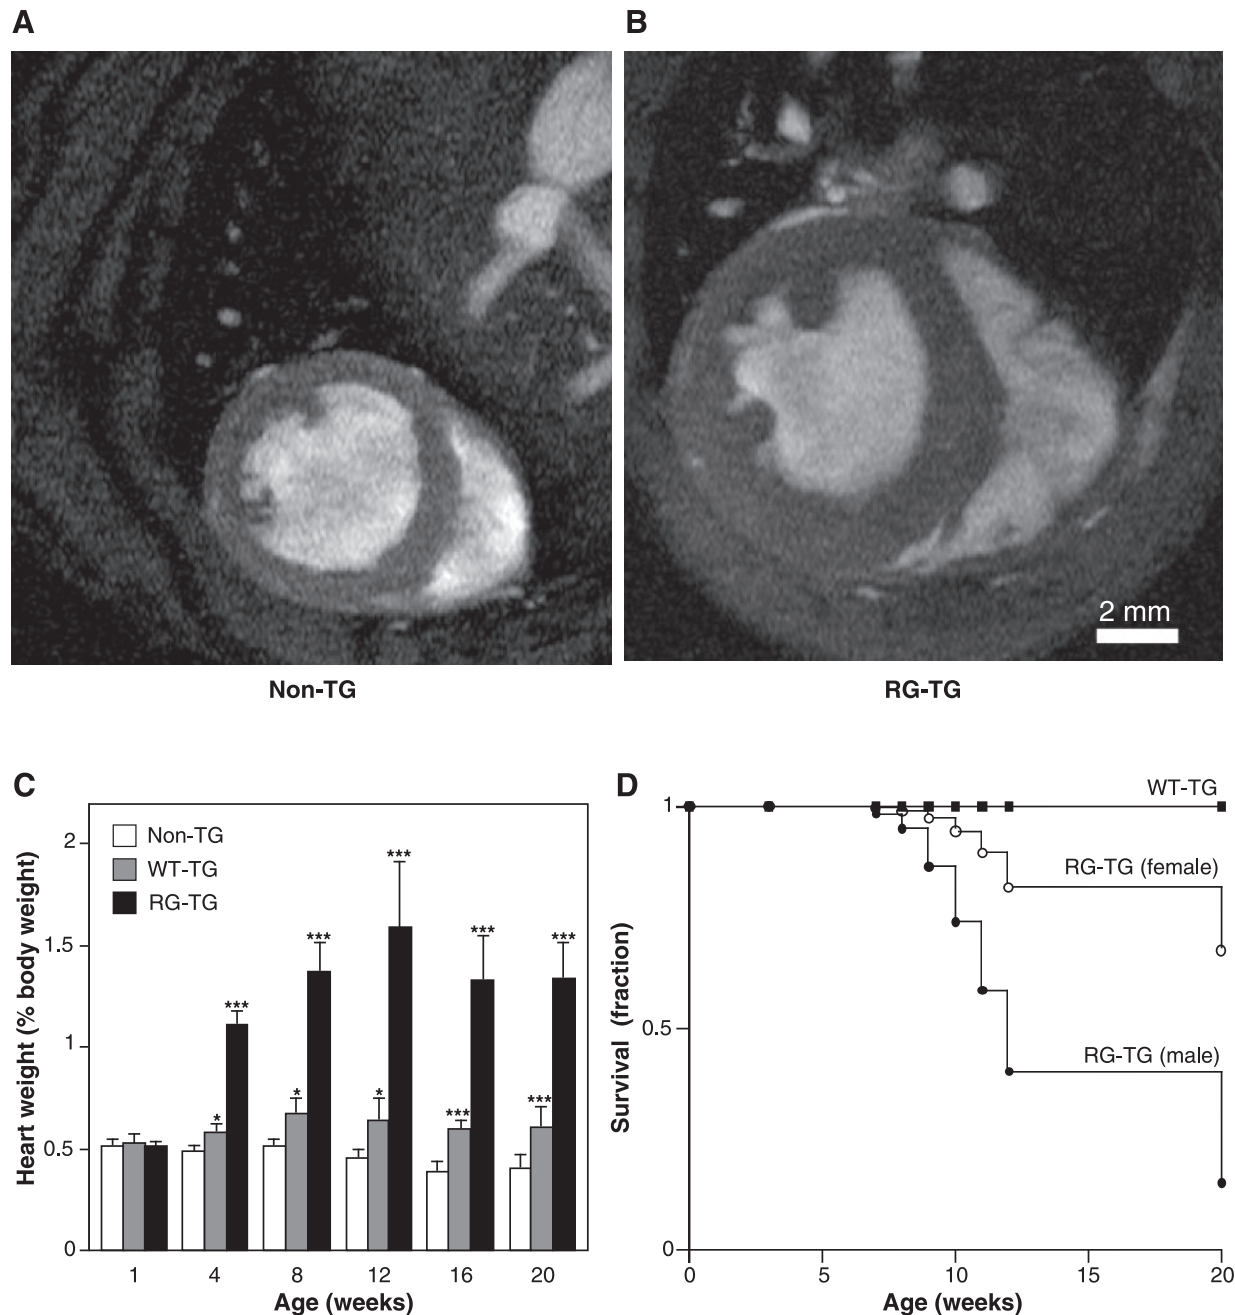 A
B
2 mm
Non-TG
RG-TG
C
Non-TG
WT-TG
RG-TG
Heart weight (% body weight)
2
1.5
1
0.5
0
***
***
***
***
***
*
*
*
***
***
1
4
8
12
16
20
Age (weeks)
D
WT-TG
RG-TG (female)
RG-TG (male)
Survival (fraction)
1
0.5
0
0
5
10
15
20
Age (weeks)